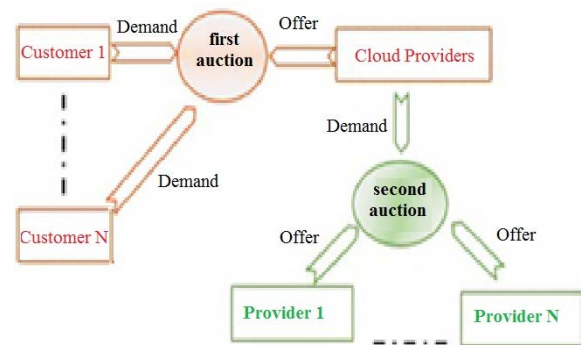 Demand
Offer
Customer 1
first
auction
Cloud Providers
Demand
Demand
second
auction
Customer N
Offer
Offer
Provider 1
Provider N